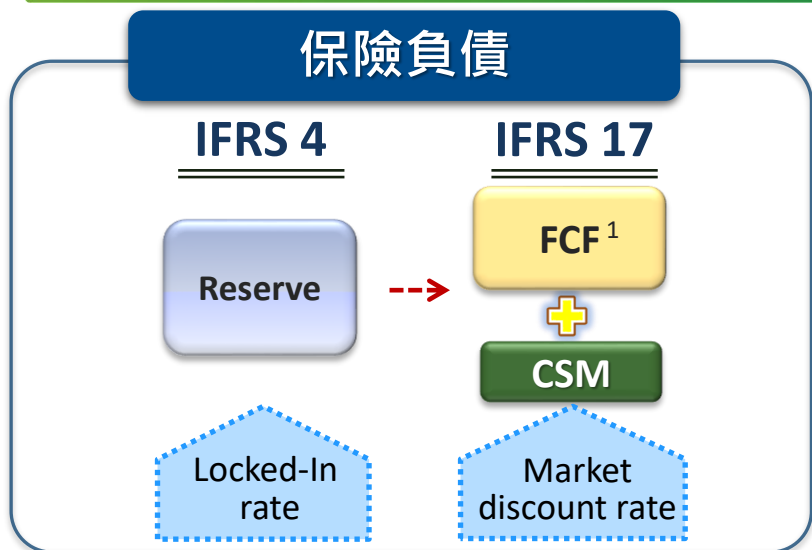 保險負債
IFRS 4
IFRS 17
Reserve
FCF 1
CSM
Locked-In
rate
Market
discount rate